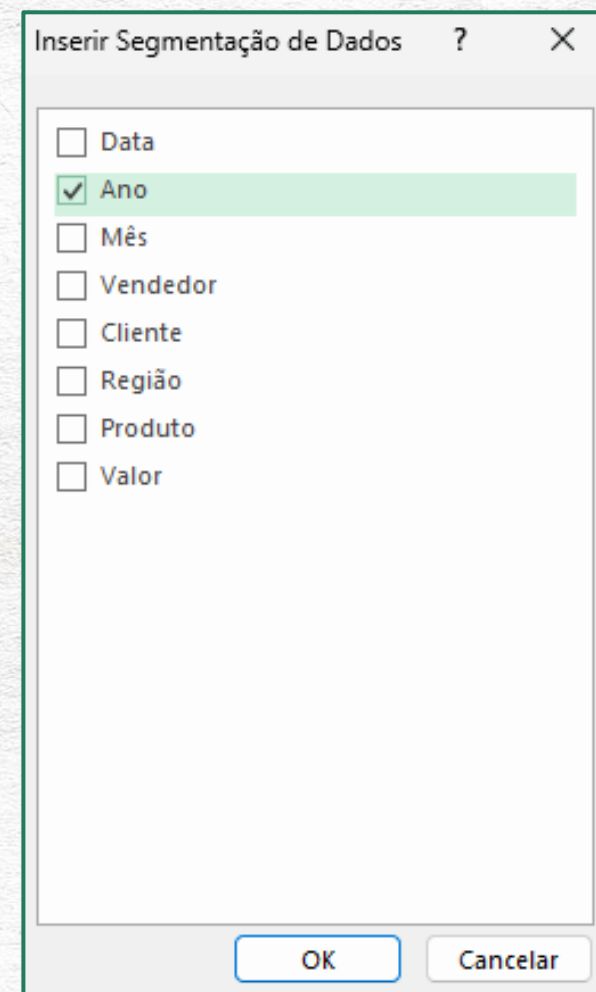 Inserir Segmentação de Dados ?
Data
Ano
Mês
Vendedor
Cliente
Região
Produto
Valor
OK Cancelar